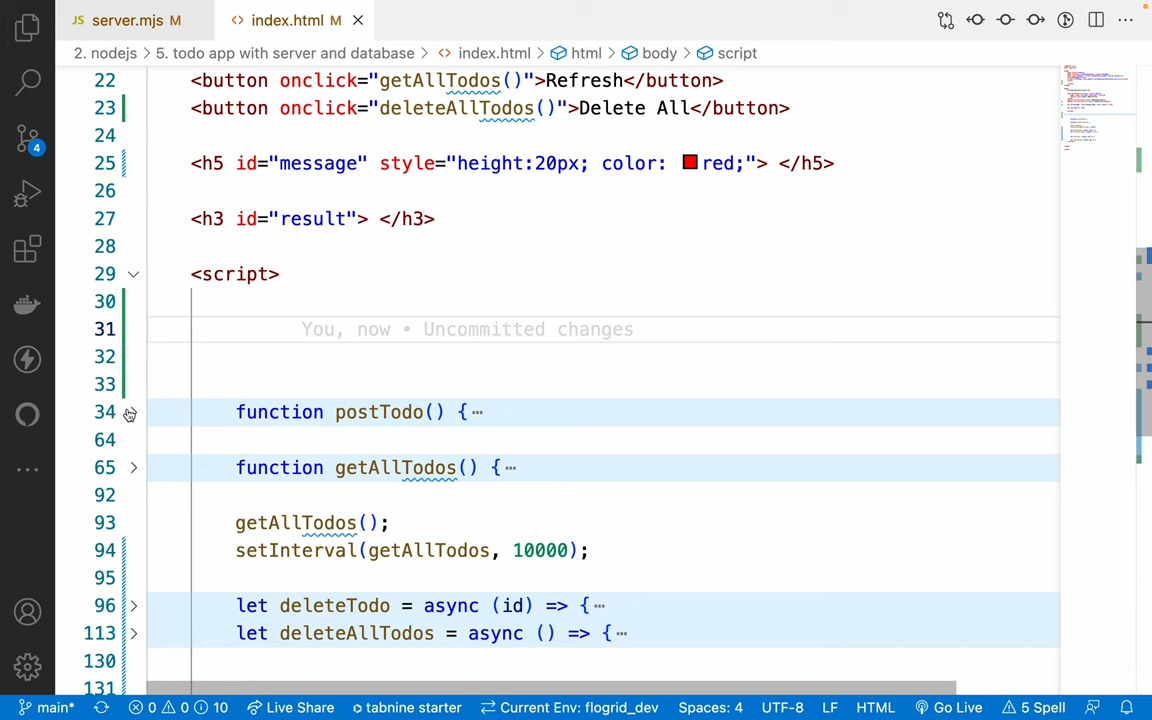 JS server.mjs M
<> index.html M
2. nodejs > 5. todo app with server and database > <> index.html > html > body > script
22 <button onclick="getAllTodos()">Refresh</button>
23 <button onclick="deleteAllTodos()">Delete All</button>
24
25 <h5 id="message" style="height:20px; color: red;"> </h5>
26
27 <h3 id="result"> </h3>
28
29 <script>
30
31 You, now • Uncommitted changes
32
33
34 function postTodo() {…
64
65 function getAllTodos() {…
92
93 getAllTodos();
94 setInterval(getAllTodos, 10000);
95
96 let deleteTodo = async (id) => {…
113 let deleteAllTodos = async () => {…
130
131
4
main* 0 0 10 Live Share tabnine starter Current Env: flogrid_dev Spaces: 4 UTF-8 LF HTML Go Live 5 Spell